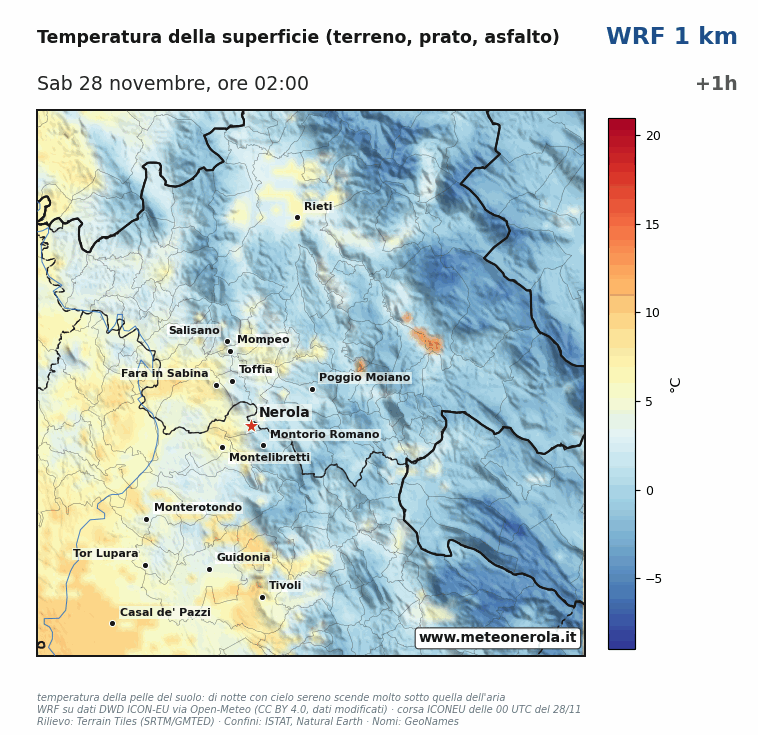 Temperatura della superficie (terreno, prato, asfalto)
WRF 1 km
Sab 28 novembre, ore 02:00
+1h
Rieti
Salisano
Mompeo
Toffia
Fara in Sabina
Poggio Moiano
Nerola
Montorio Romano
Montelibretti
Monterotondo
Tor Lupara
Guidonia
Tivoli
Casal de' Pazzi
www.meteonerola.it
20
15
10
5
0
−5
°C
temperatura della pelle del suolo: di notte con cielo sereno scende molto sotto quella dell'aria
WRF su dati DWD ICON-EU via Open-Meteo (CC BY 4.0, dati modificati) · corsa ICONEU delle 00 UTC del 28/11
Rilievo: Terrain Tiles (SRTM/GMTED) · Confini: ISTAT, Natural Earth · Nomi: GeoNames